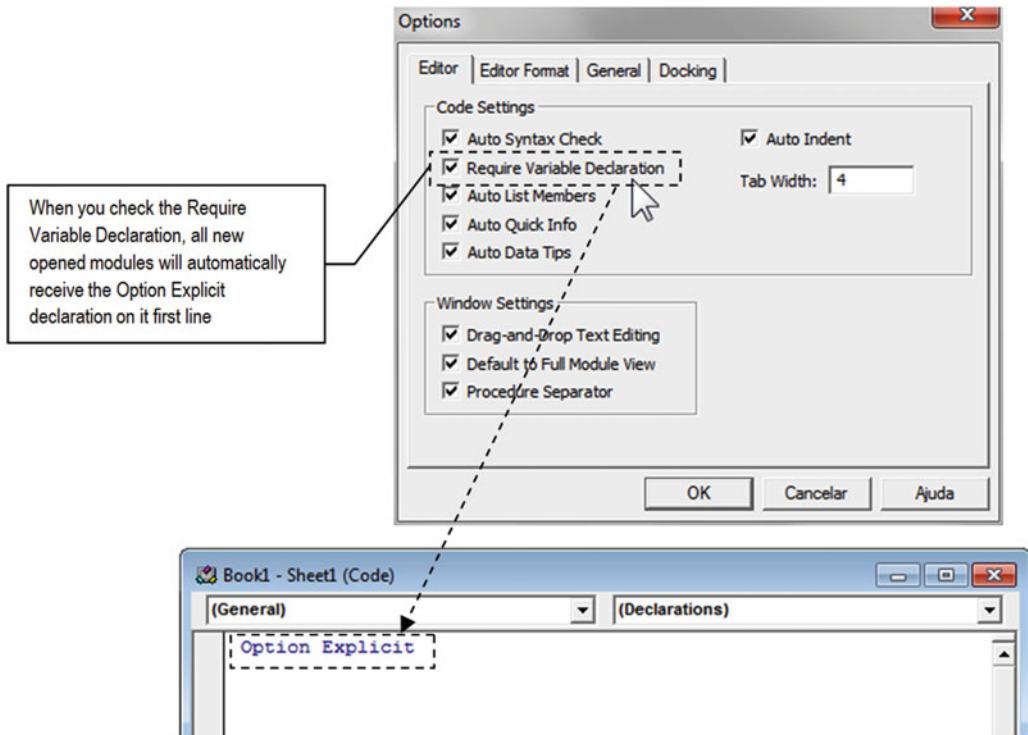 Options
Editor Editor Format General Docking
Code Settings
Auto Syntax Check Auto Indent
Require Variable Declaration Tab Width: 4
Auto List Members
Auto Quick Info
Auto Data Tips
When you check the Require
Variable Declaration, all new
opened modules will automatically
receive the Option Explicit
declaration on it first line
Window Settings
Drag-and-Drop Text Editing
Default to Full Module View
Procedure Separator
OK Cancelar Ajuda
Book1 - Sheet1 (Code)
(General) (Declarations)
Option Explicit